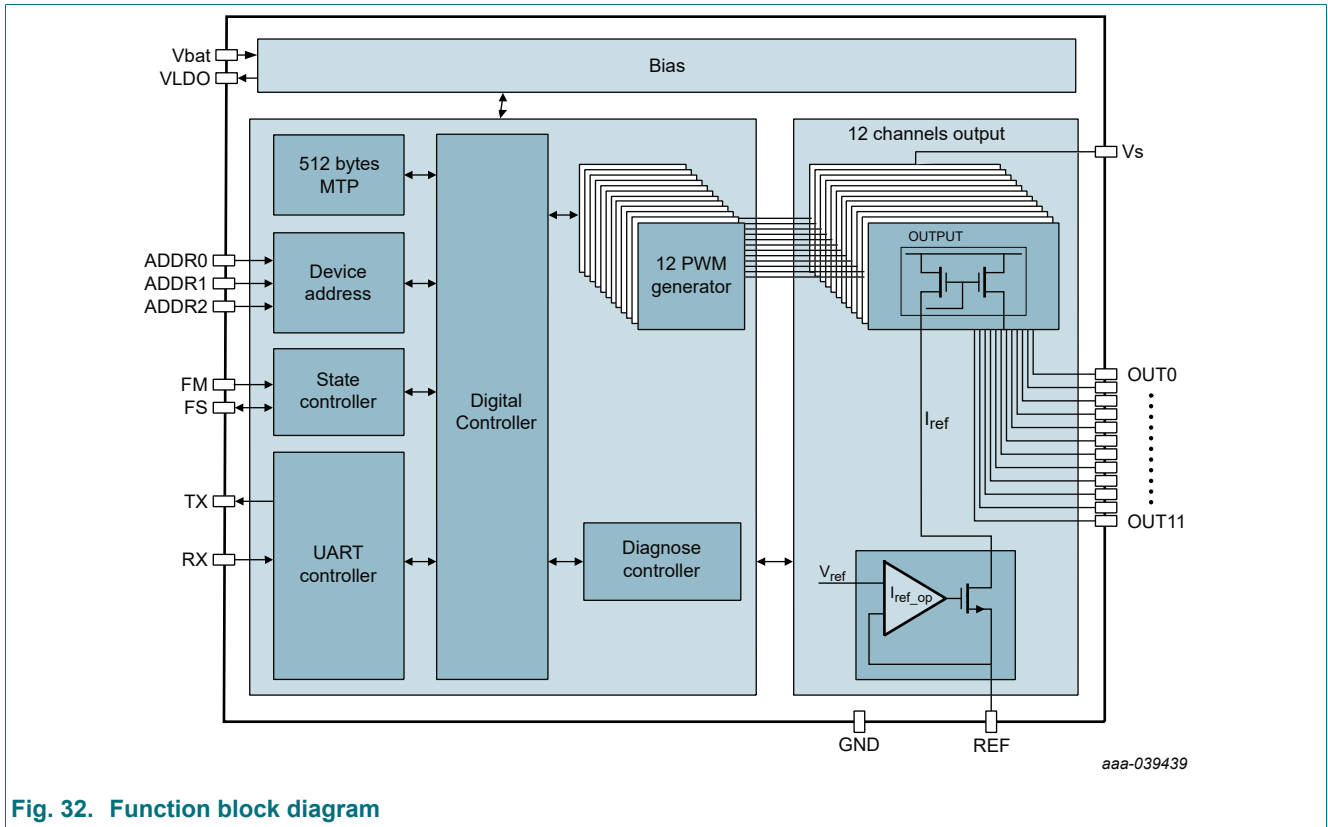 Vbat
VLDO
Bias
512 bytes
MTP
ADDR0
ADDR1
ADDR2
Device
address
FM
FS
State
controller
TX
RX
UART
controller
Digital
Controller
12 PWM
generator
Diagnose
controller
12 channels output
Vs
OUTPUT
Iref
OUT0
OUT11
Vref
Iref_op
GND
REF
aaa-039439
Fig. 32. Function block diagram